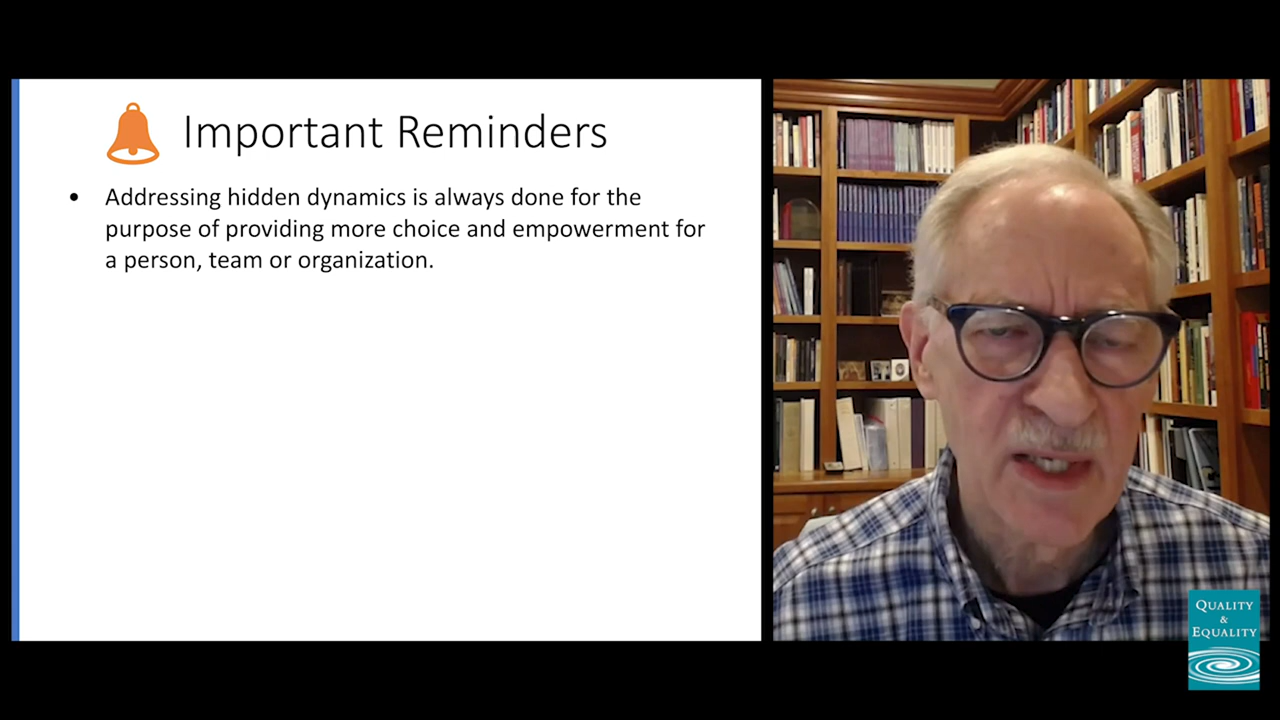 Important Reminders
• Addressing hidden dynamics is always done for the
purpose of providing more choice and empowerment for
a person, team or organization.
QUALITY
&
EQUALITY